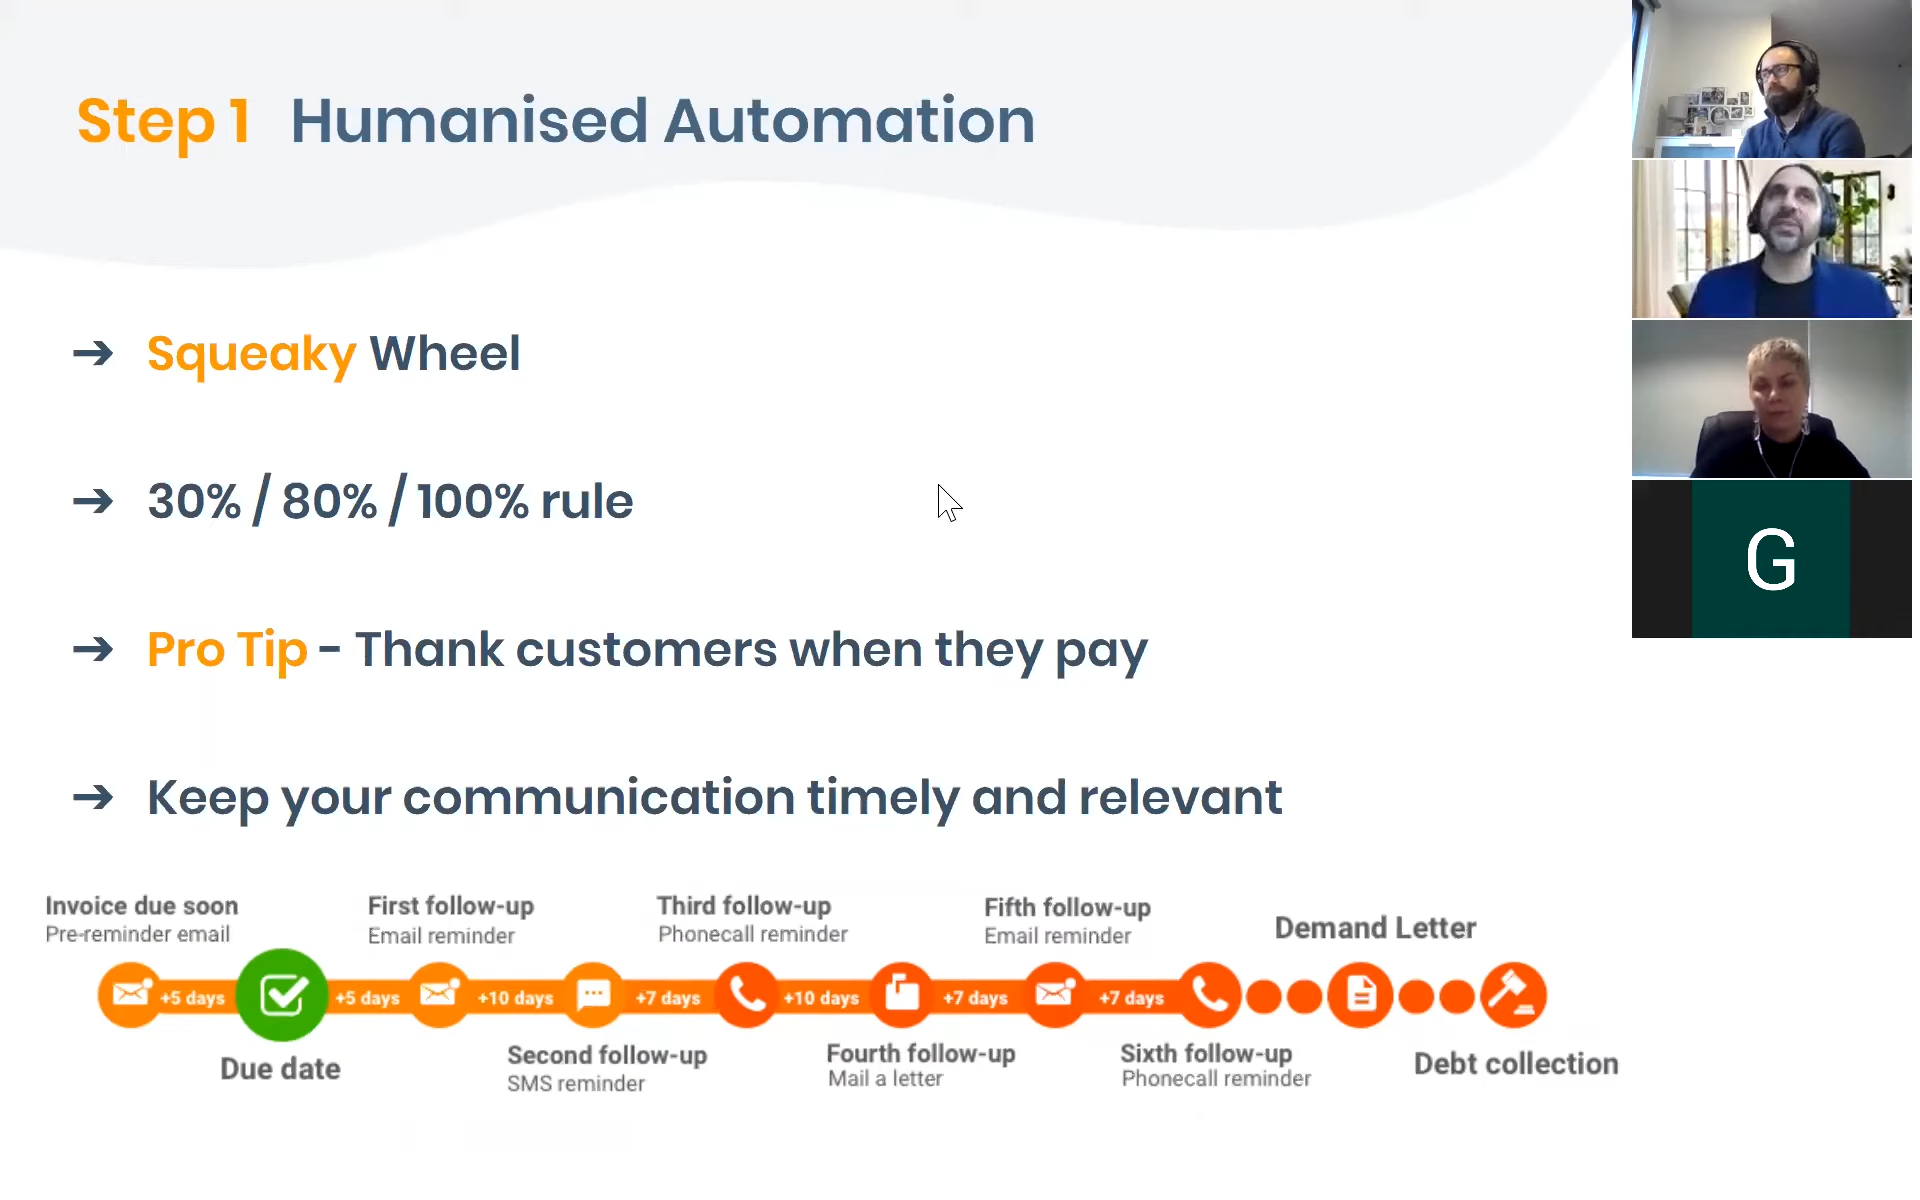 Step 1 Humanised Automation
➔ Squeaky Wheel
➔ 30% / 80% / 100% rule
➔ Pro Tip - Thank customers when they pay
➔ Keep your communication timely and relevant
Invoice due soon
Pre-reminder email
First follow-up
Email reminder
Third follow-up
Phonecall reminder
Fifth follow-up
Email reminder
Demand Letter
+5 days +5 days +10 days +7 days +10 days +7 days +7 days
Due date
Second follow-up
SMS reminder
Fourth follow-up
Mail a letter
Sixth follow-up
Phonecall reminder
Debt collection
G